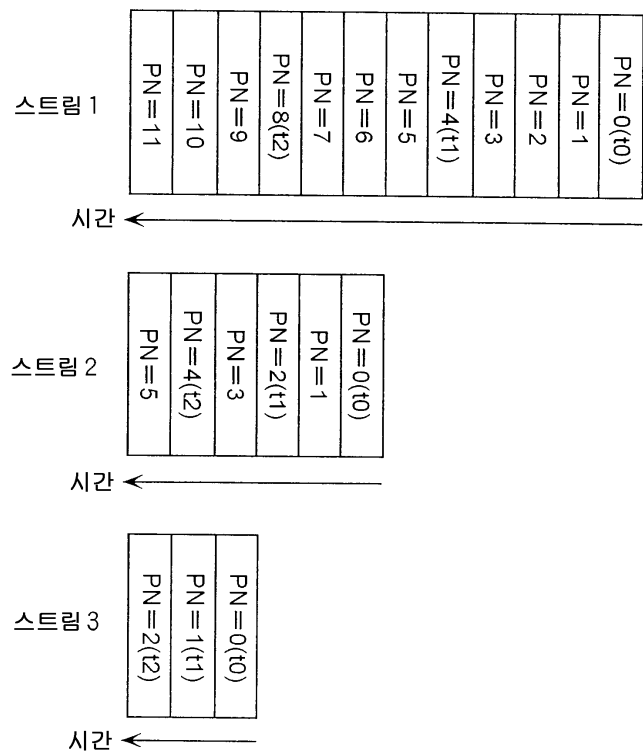 스트림 1
PN=11
PN=10
PN=9
PN=8(t2)
PN=7
PN=6
PN=5
PN=4(t1)
PN=3
PN=2
PN=1
PN=0(t0)
시간
스트림 2
PN=5
PN=4(t2)
PN=3
PN=2(t1)
PN=1
PN=0(t0)
시간
스트림 3
PN=2(t2)
PN=1(t1)
PN=0(t0)
시간